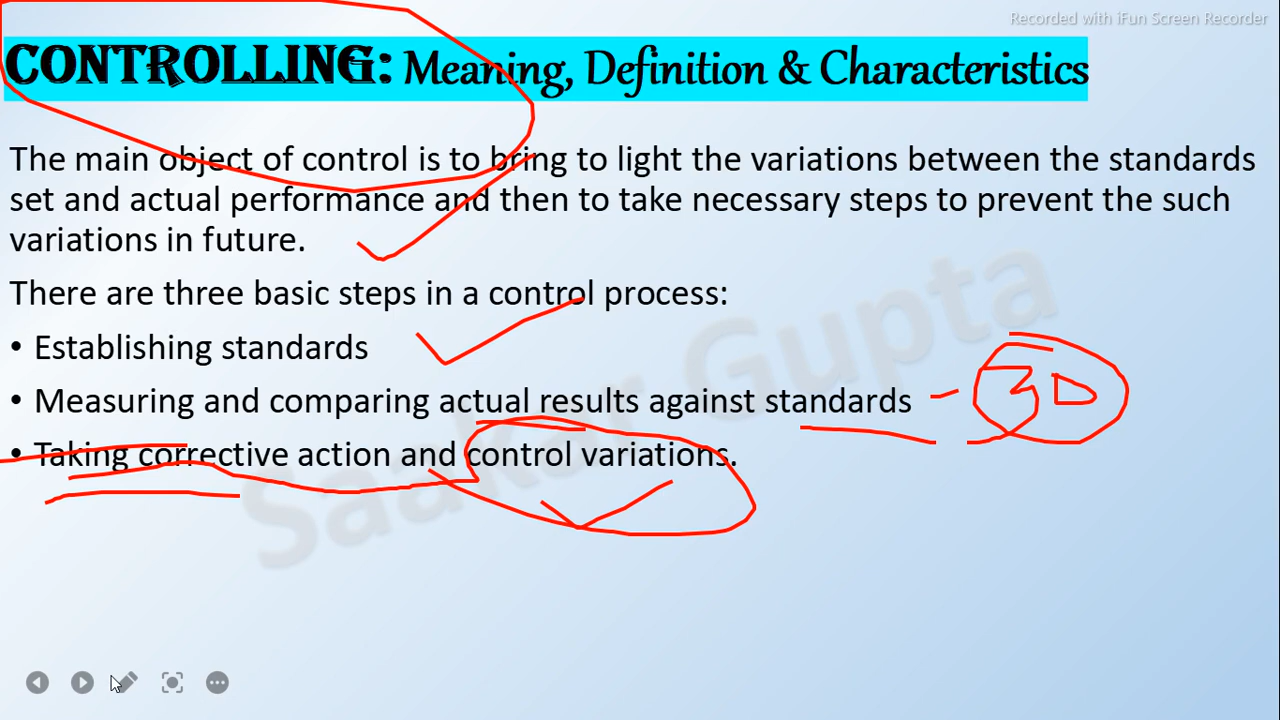 Recorded with iFun Screen Recorder
CONTROLLING: Meaning, Definition & Characteristics
The main object of control is to bring to light the variations between the standards
set and actual performance and then to take necessary steps to prevent the such
variations in future.
There are three basic steps in a control process:
• Establishing standards
• Measuring and comparing actual results against standards
• Taking corrective action and control variations.
Saakar Gupta